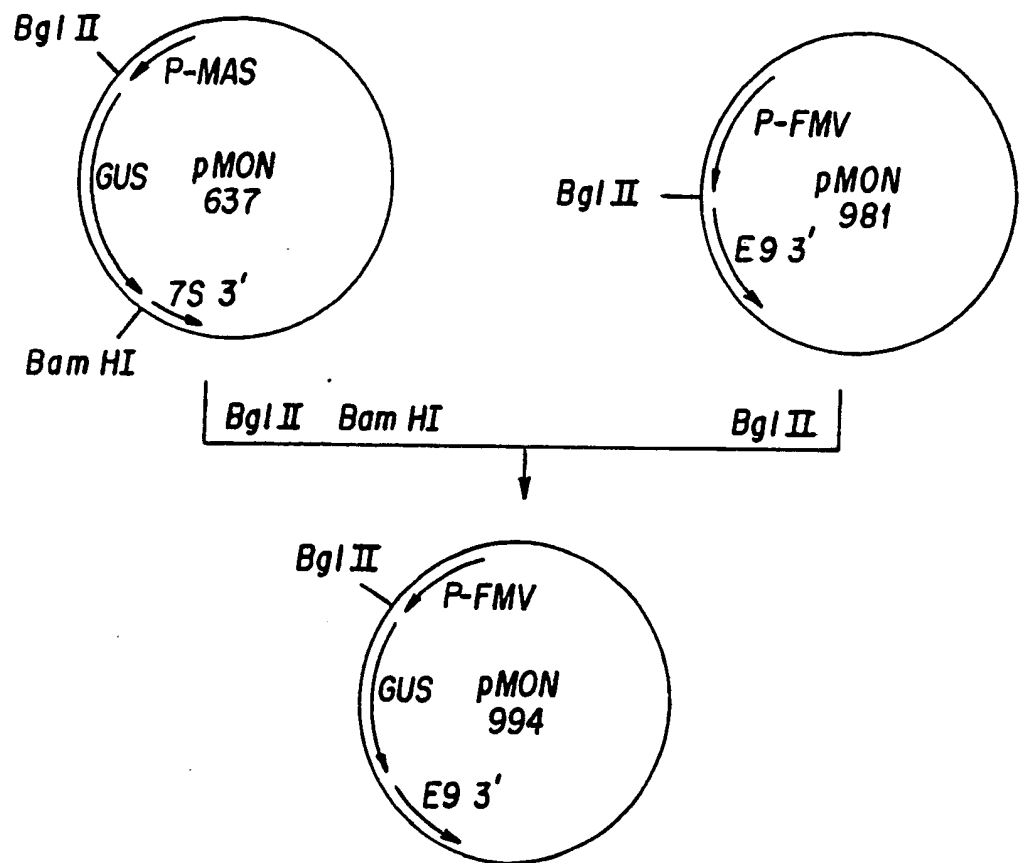 Bgl II
P-MAS
GUS
pMON
637
7S 3'
Bam HI
P-FMV
Bgl II
pMON
981
E9 3'
Bgl II Bam HI
Bgl II
Bgl II
P-FMV
GUS
pMON
994
E9 3'